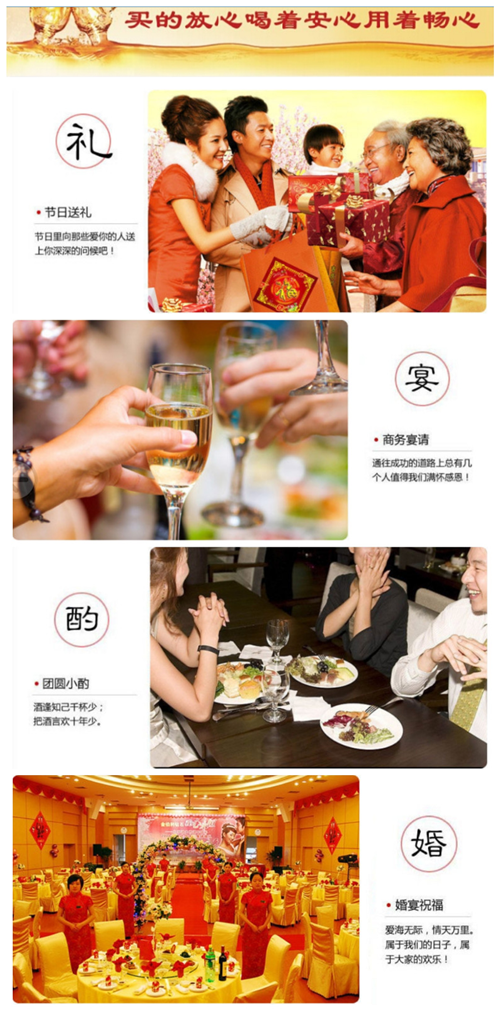 买的放心喝着安心用着畅心
礼
• 节日送礼
节日里向那些爱你的人送
上你深深的问候吧！
宴
• 商务宴请
通往成功的道路上总有几
个人值得我们满怀感恩！
酌
• 团圆小酌
酒逢知己千杯少；
把酒言欢十年少。
婚
• 婚宴祝福
爱海无际，情天万里。
属于我们的日子，属
于大家的欢乐！